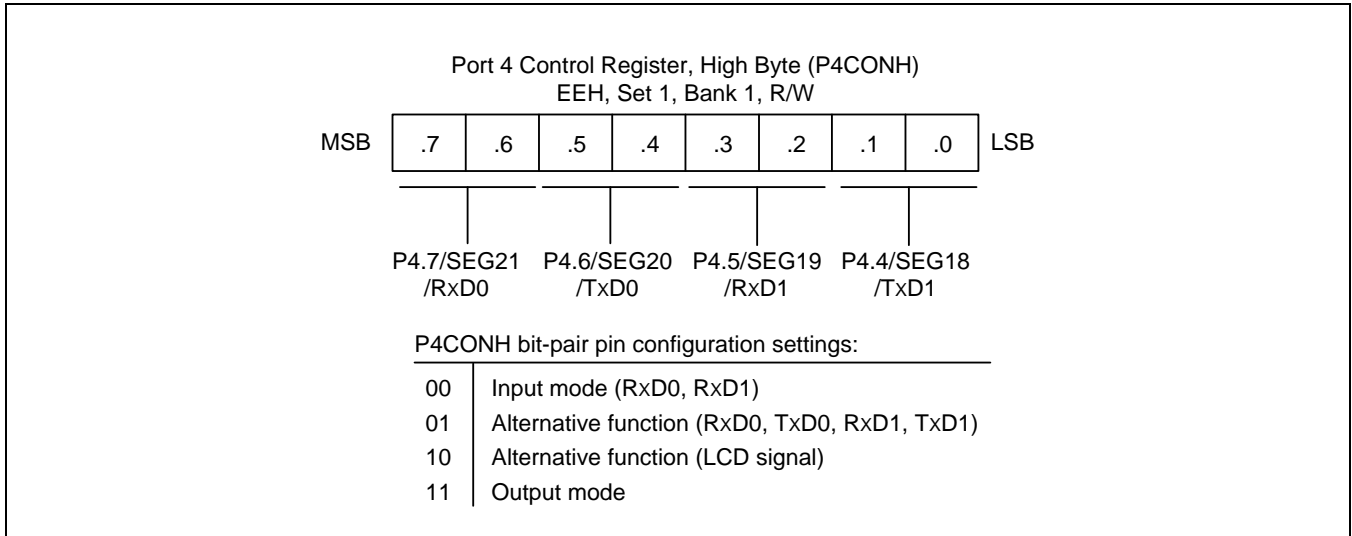 Port 4 Control Register, High Byte (P4CONH)
EEH, Set 1, Bank 1, R/W
MSB .7 .6 .5 .4 .3 .2 .1 .0 LSB
P4.7/SEG21 P4.6/SEG20 P4.5/SEG19 P4.4/SEG18
/RxD0 /TxD0 /RxD1 /TxD1
P4CONH bit-pair pin configuration settings:
00 Input mode (RxD0, RxD1)
01 Alternative function (RxD0, TxD0, RxD1, TxD1)
10 Alternative function (LCD signal)
11 Output mode